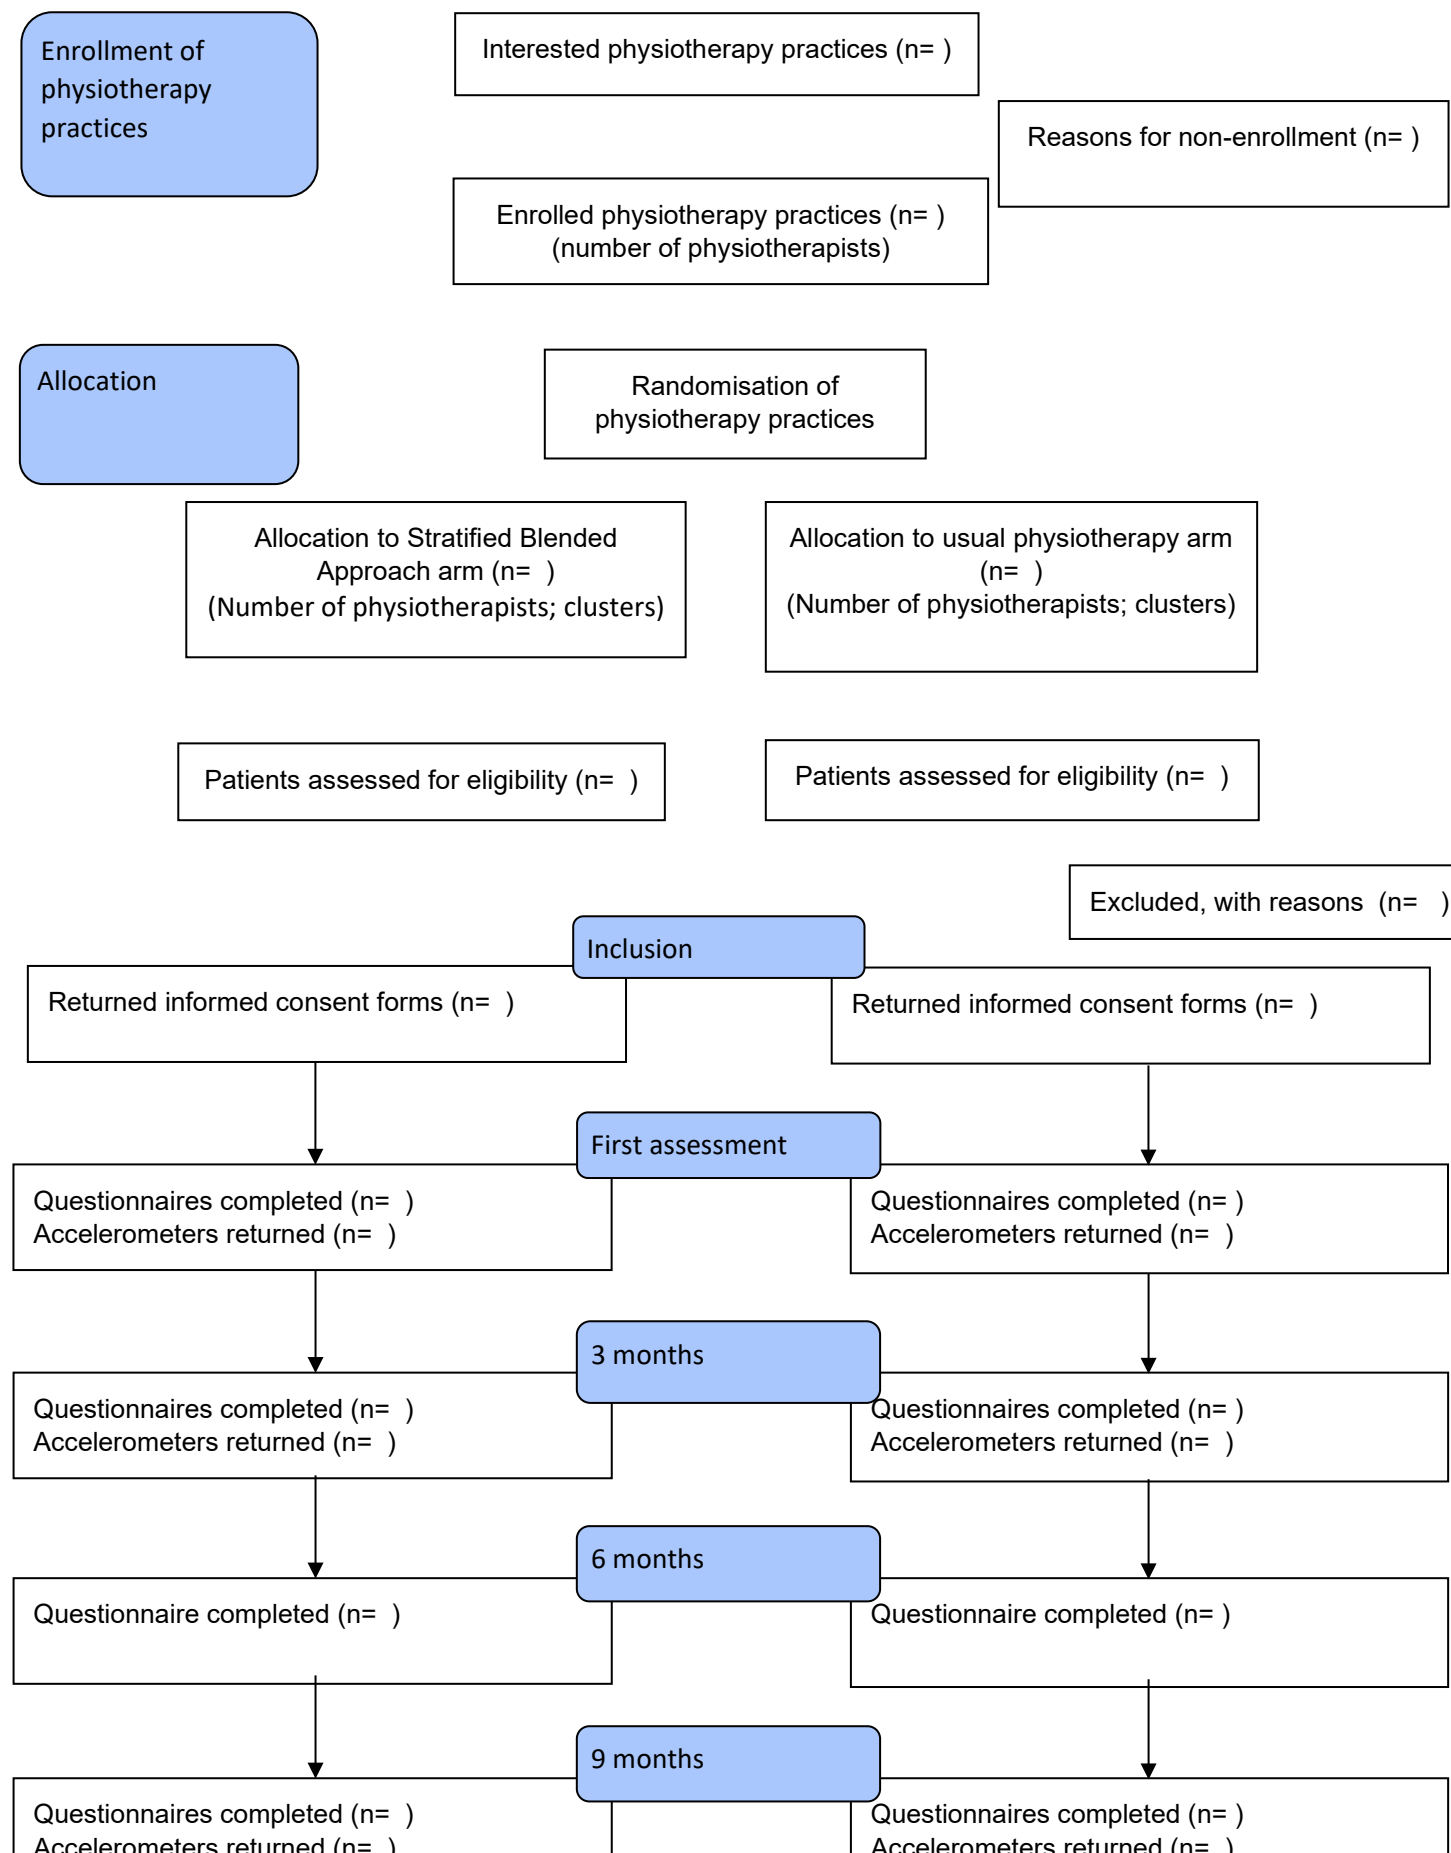 Enrollment of
physiotherapy
practices
Interested physiotherapy practices (n= )
Reasons for non-enrollment (n= )
Enrolled physiotherapy practices (n= )
(number of physiotherapists)
Allocation
Randomisation of
physiotherapy practices
Allocation to Stratified Blended
Approach arm (n=  )
(Number of physiotherapists; clusters)
Allocation to usual physiotherapy arm
(n=  )
(Number of physiotherapists; clusters)
Patients assessed for eligibility (n=  )
Patients assessed for eligibility (n=  )
Excluded, with reasons  (n=   )
Inclusion
Returned informed consent forms (n=  )
Returned informed consent forms (n=  )
First assessment
Questionnaires completed (n=  )
Accelerometers returned (n=  )
Questionnaires completed (n= )
Accelerometers returned (n=  )
3 months
Questionnaires completed (n=  )
Accelerometers returned (n=  )
Questionnaires completed (n= )
Accelerometers returned (n=  )
6 months
Questionnaire completed (n=  )
Questionnaire completed (n= )
9 months
Questionnaires completed (n=  )
Accelerometers returned (n=  )
Questionnaires completed (n= )
Accelerometers returned (n=  )